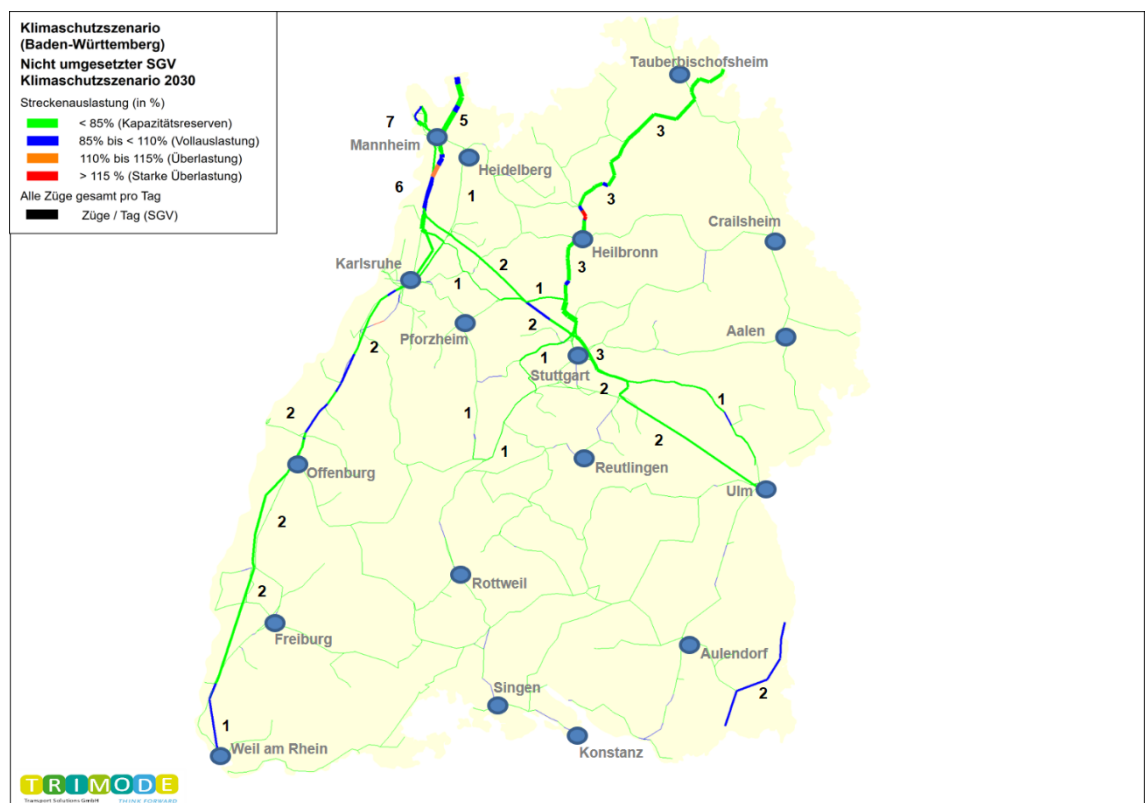 Klimaschutzszenario
(Baden-Württemberg)
Nicht umgesetzter SGV
Klimaschutzszenario 2030
Streckenauslastung (in %)
< 85% (Kapazitätsreserven)
85% bis < 110% (Vollauslastung)
110% bis 115% (Überlastung)
> 115 % (Starke Überlastung)
Alle Züge gesamt pro Tag
Züge / Tag (SGV)
Tauberbischofsheim
7
5
3
Mannheim
Heidelberg
6
1
3
Crailsheim
Heilbronn
Karlsruhe
2
3
1
1
Pforzheim
2
Aalen
2
1
3
Stuttgart
2
1
2
1
2
1
Reutlingen
Offenburg
Ulm
2
Rottweil
2
Freiburg
Aulendorf
Singen
2
1
Weil am Rhein
Konstanz
TRIMODE
Transport Solutions GmbH
THINK FORWARD